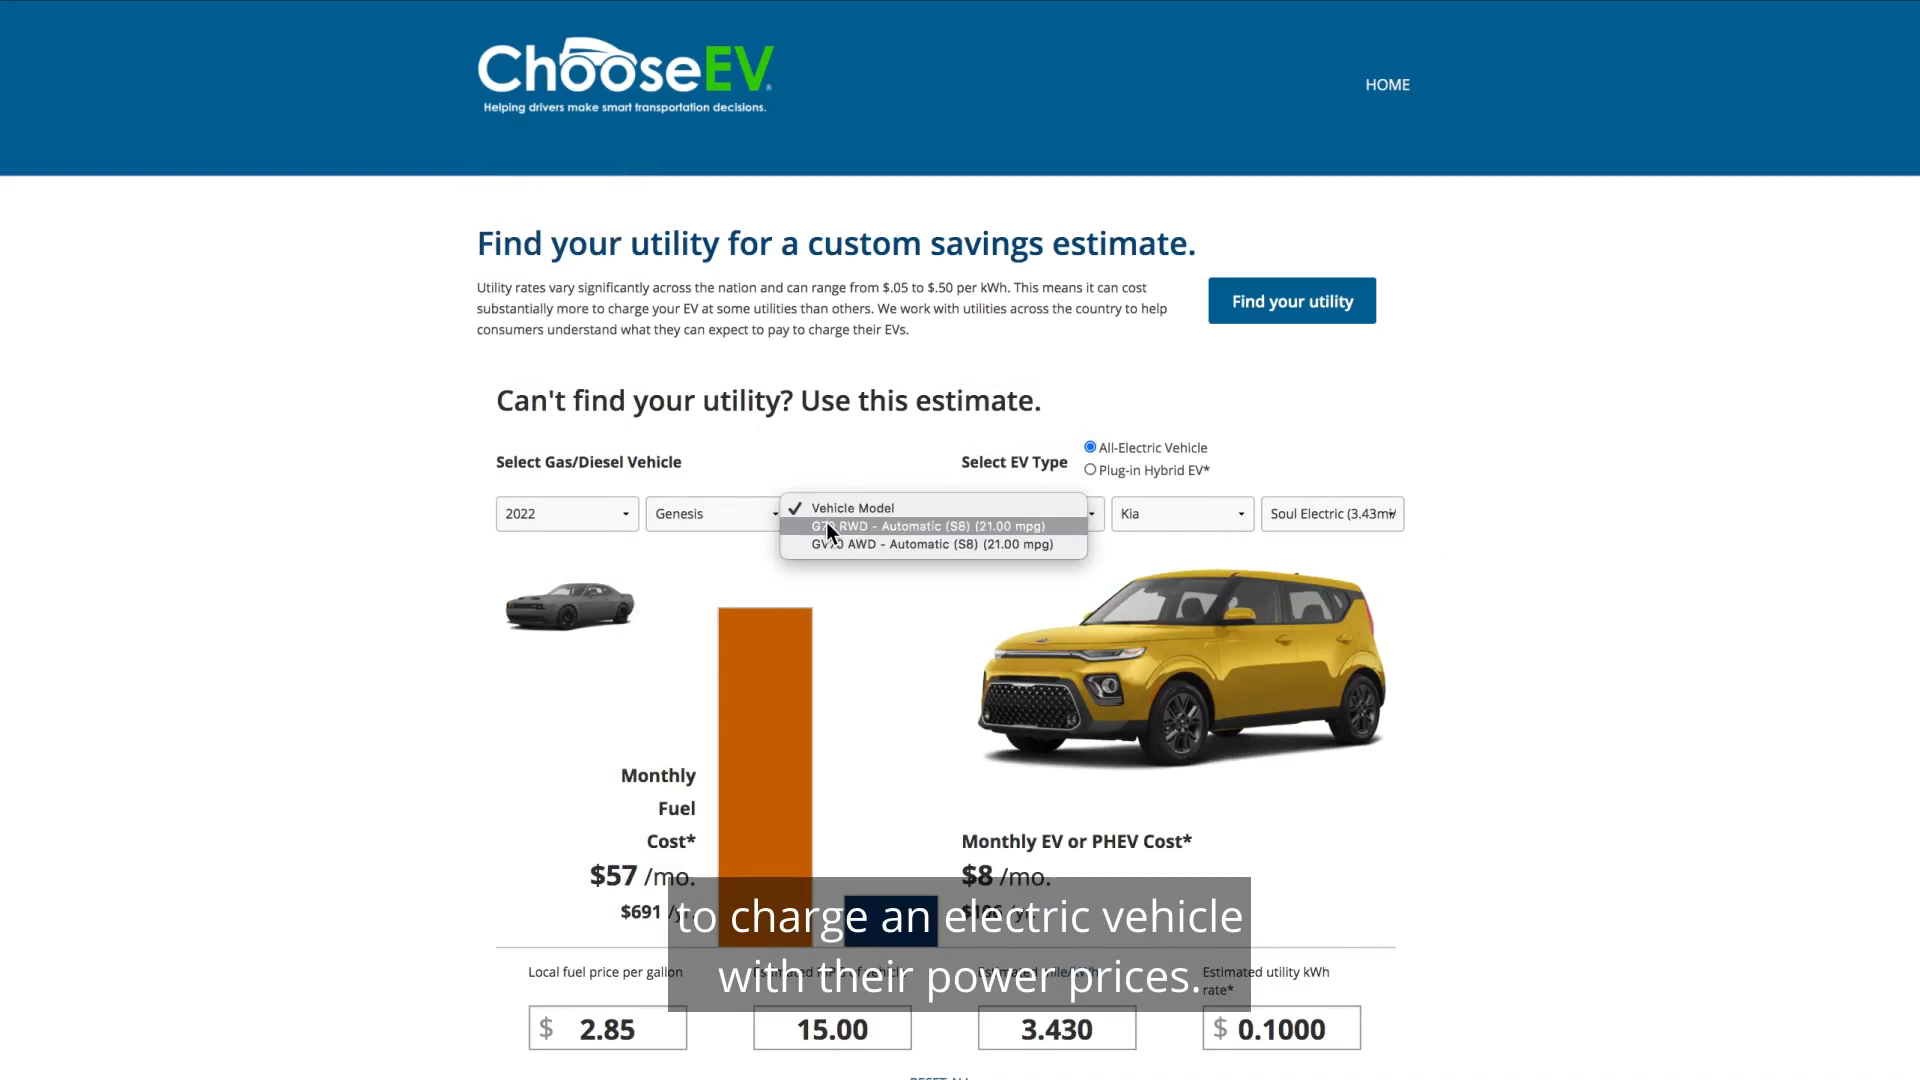 ChooseEV®
Helping drivers make smart transportation decisions.
HOME
Find your utility for a custom savings estimate.
Utility rates vary significantly across the nation and can range from $.05 to $.50 per kWh. This means it can cost
substantially more to charge your EV at some utilities than others. We work with utilities across the country to help
consumers understand what they can expect to pay to charge their EVs.
Find your utility
Can't find your utility? Use this estimate.
Select Gas/Diesel Vehicle
Select EV Type
All-Electric Vehicle
Plug-in Hybrid EV*
2022
Genesis
✓ Vehicle Model
RWD - Automatic (S8) (21.00 mpg)
GV70 AWD - Automatic (S8) (21.00 mpg)
Kia
Soul Electric (3.43mi/
Monthly
Fuel
Cost*
$57 /mo.
$691 /yr.
Monthly EV or PHEV Cost*
$8 /mo.
to charge an electric vehicle
with their power prices.
Local fuel price per gallon
Estimated utility kWh
rate*
$ 2.85
15.00
3.430
$ 0.1000
RESET ALL